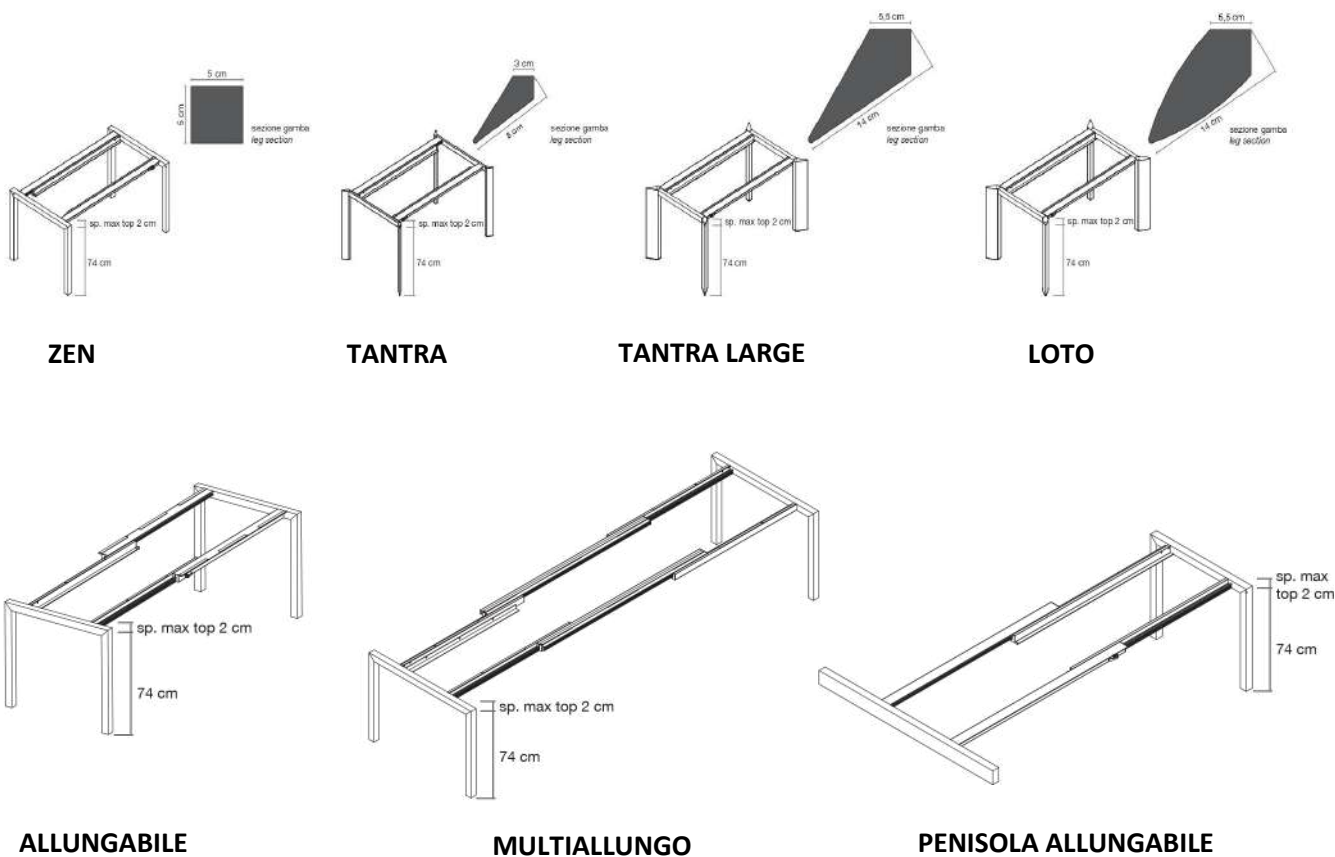 5 cm
5 cm
sezione gamba
leg section
sp. max top 2 cm
74 cm
3 cm
8 cm
sezione gamba
leg section
sp. max top 2 cm
74 cm
5,5 cm
14 cm
sezione gamba
leg section
sp. max top 2 cm
74 cm
5,5 cm
14 cm
sezione gamba
leg section
sp. max top 2 cm
74 cm
ZEN
TANTRA
TANTRA LARGE
LOTO
sp. max top 2 cm
74 cm
sp. max top 2 cm
74 cm
sp. max
top 2 cm
74 cm
ALLUNGABILE
MULTIALLUNGO
PENISOLA ALLUNGABILE